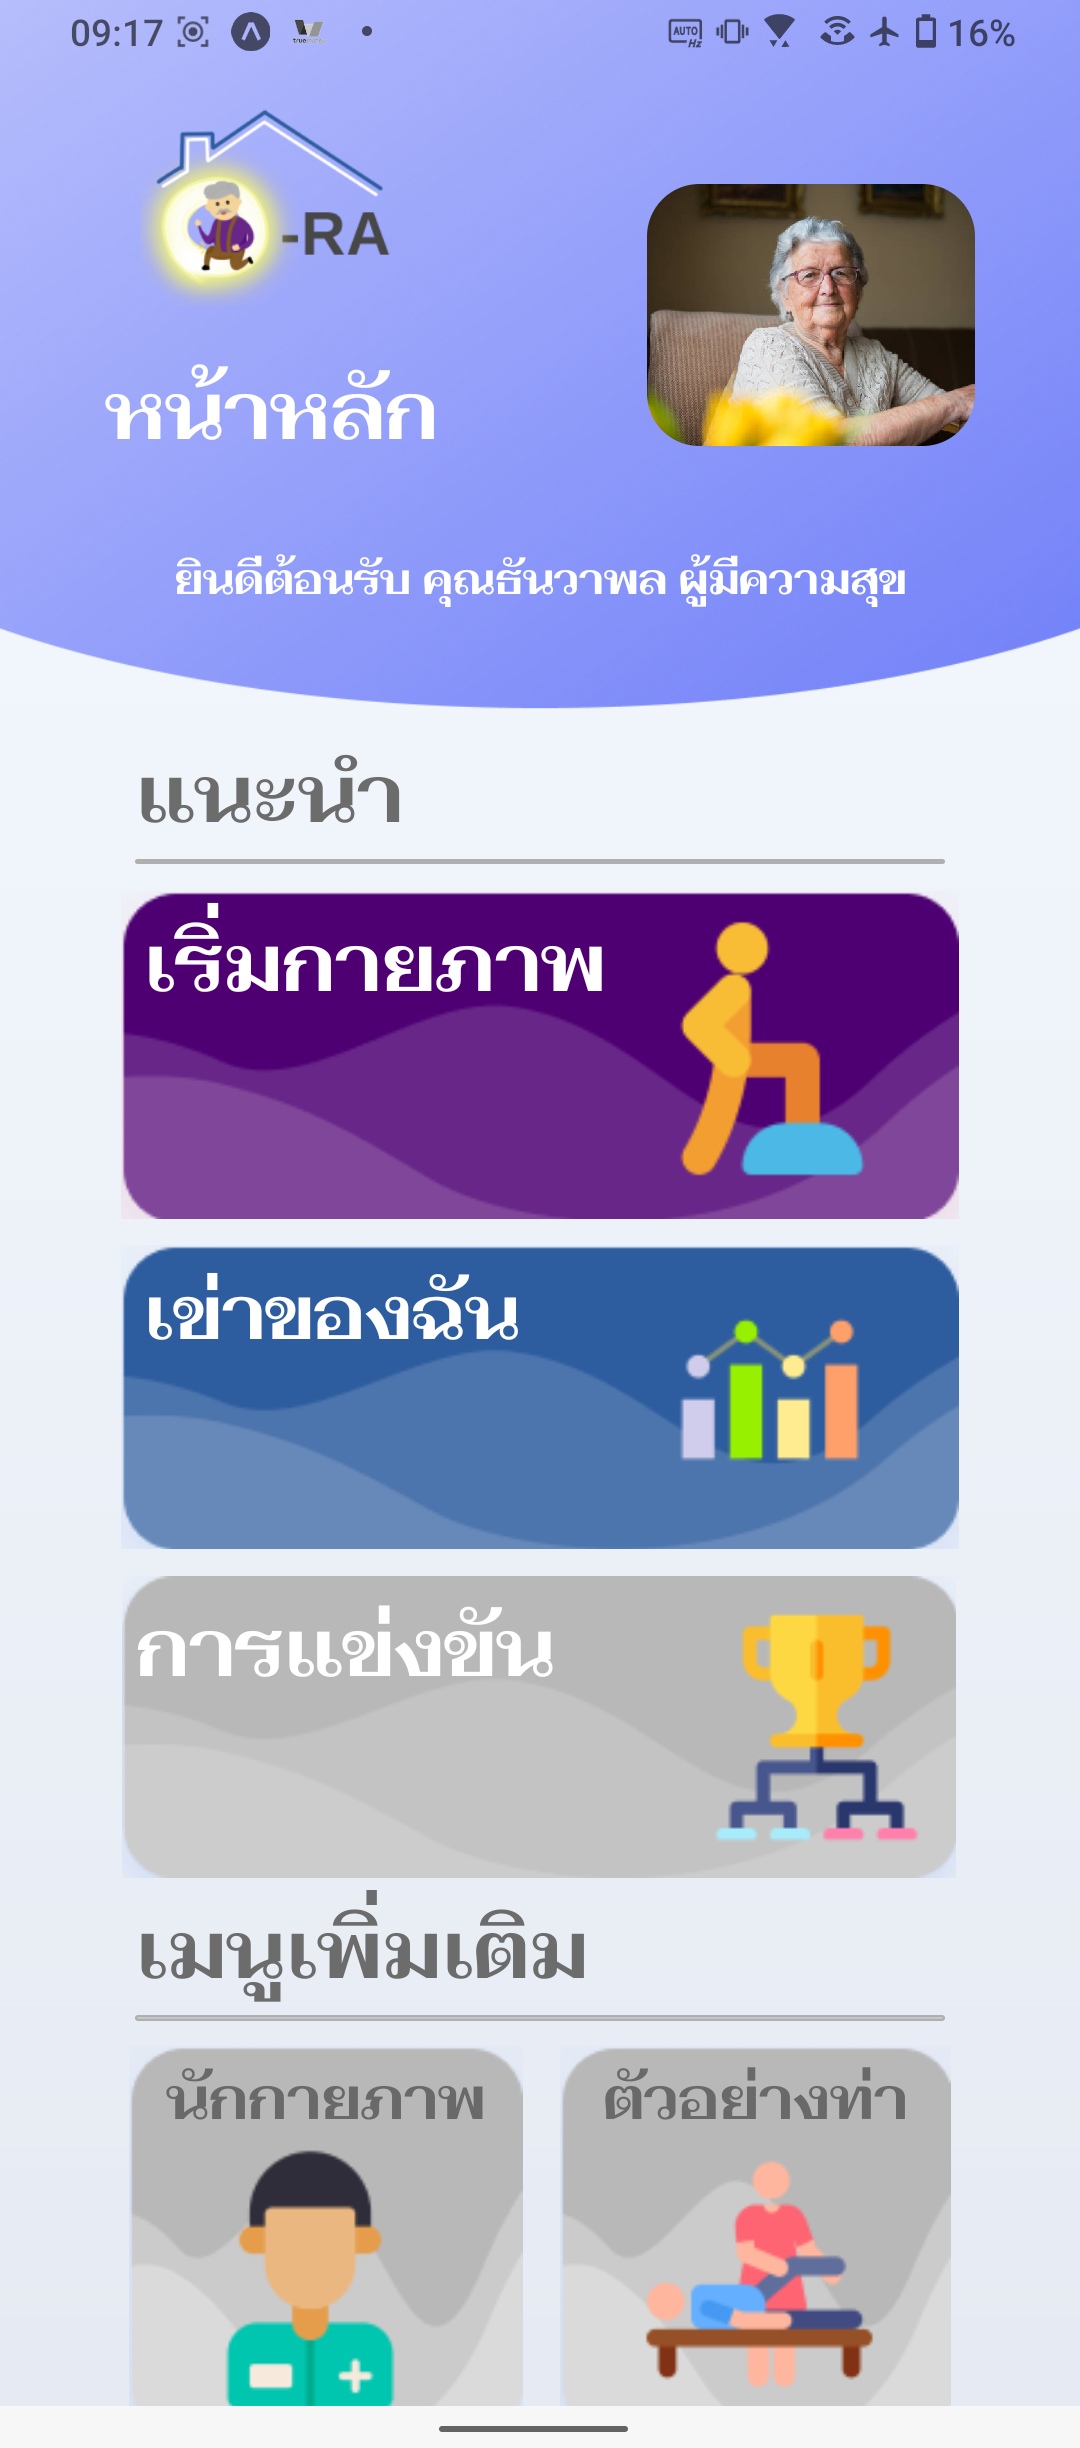 09:17
AUTO
Hz
16%
-RA
หน้าหลัก
ยินดีต้อนรับ คุณธันวาพล ผู้มีความสุข
แนะนำ
เริ่มกายภาพ
เข่าของฉัน
การแข่งขัน
เมนูเพิ่มเติม
นักกายภาพ
ตัวอย่างท่า